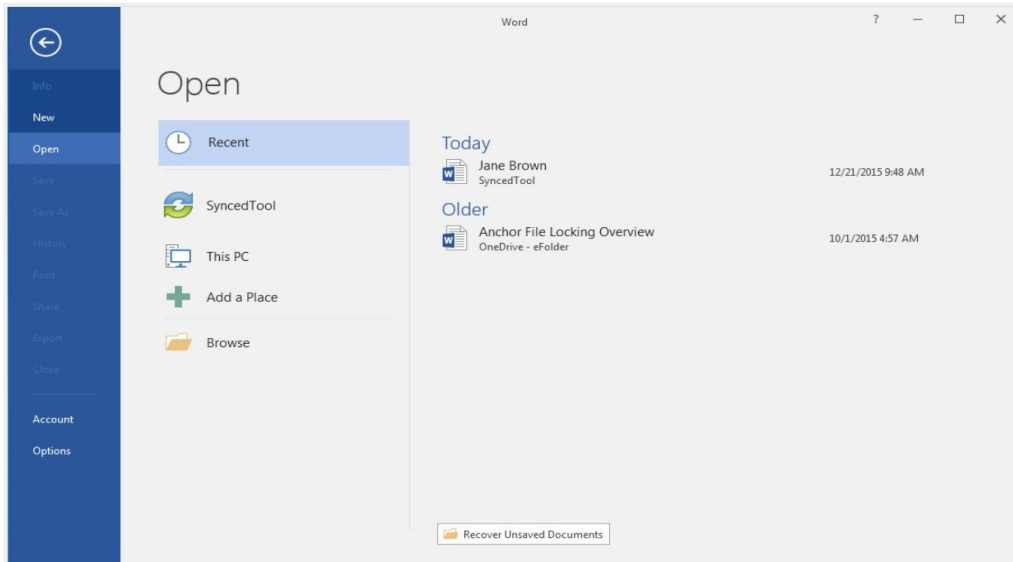 Word
?
Info
New
Open
Save
Save As
History
Print
Share
Export
Close
Account
Options
Open
Recent
SyncedTool
This PC
Add a Place
Browse
Today
Jane Brown
SyncedTool
12/21/2015 9:48 AM
Older
Anchor File Locking Overview
OneDrive - eFolder
10/1/2015 4:57 AM
Recover Unsaved Documents